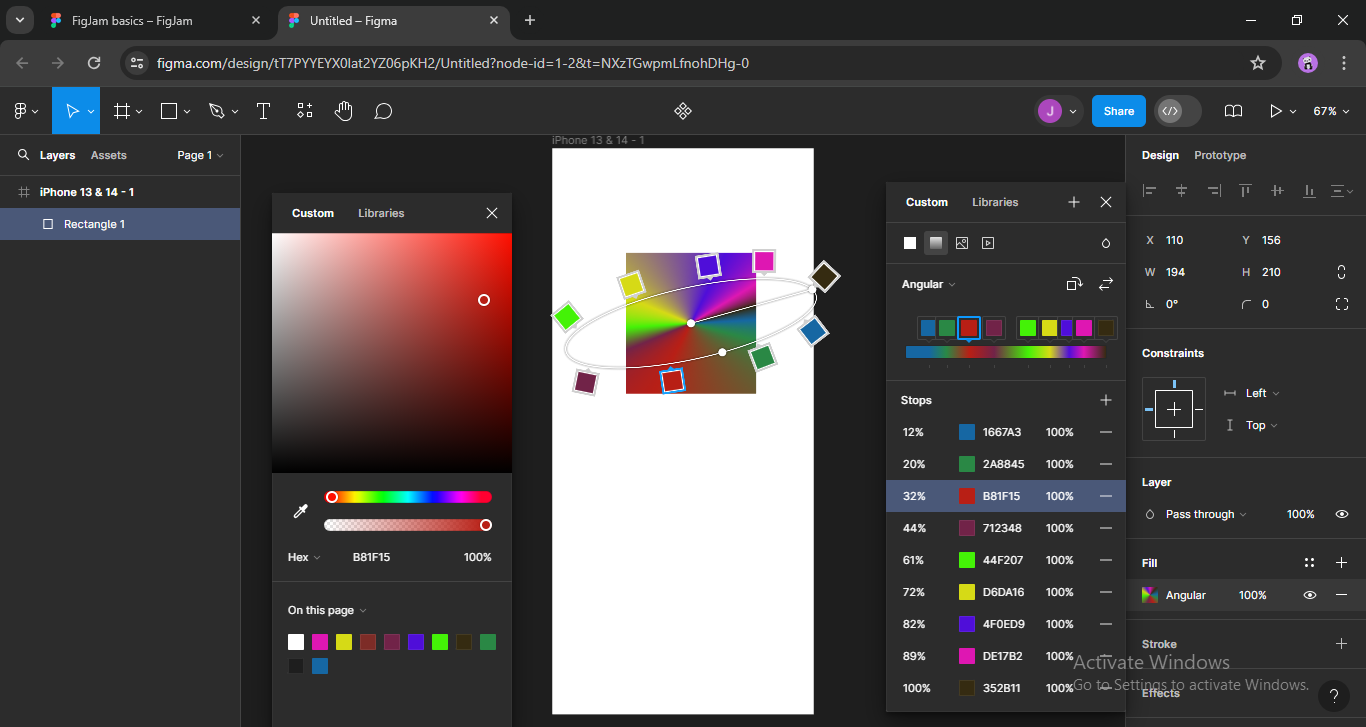 FigJam basics – FigJam
Untitled – Figma
figma.com/design/tT7PYYEYX0lat2YZ06pKH2/Untitled?node-id=1-2&t=NXzTGwpmLfnohDHg-0
J
Share
67%
Layers Assets Page 1
iPhone 13 & 14 - 1
Rectangle 1
iPhone 13 & 14 - 1
Custom Libraries
Hex B81F15 100%
On this page
Custom Libraries
Angular
Stops
12% 1667A3 100%
20% 2A8845 100%
32% B81F15 100%
44% 712348 100%
61% 44F207 100%
72% D6DA16 100%
82% 4F0ED9 100%
89% DE17B2 100%
100% 352B11 100%
Design Prototype
X 110 Y 156
W 194 H 210
0° 0
Constraints
Left
Top
Layer
Pass through 100%
Fill
Angular 100%
Stroke
Effects
Activate Windows
Go to Settings to activate Windows.
?